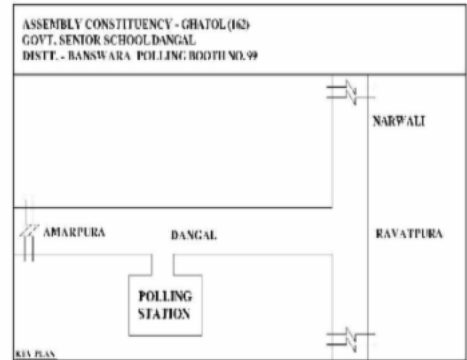 ASSEMBLY CONSTITUENCY - GHATOL (162)
GOVT. SENIOR SCHOOL DANGAL
DISTT. - BANSWARA POLLING BOOTH NO. 99
NARWALI
AMARPURA
DANGAL
RAVATPURA
POLLING
STATION
KEY PLAN